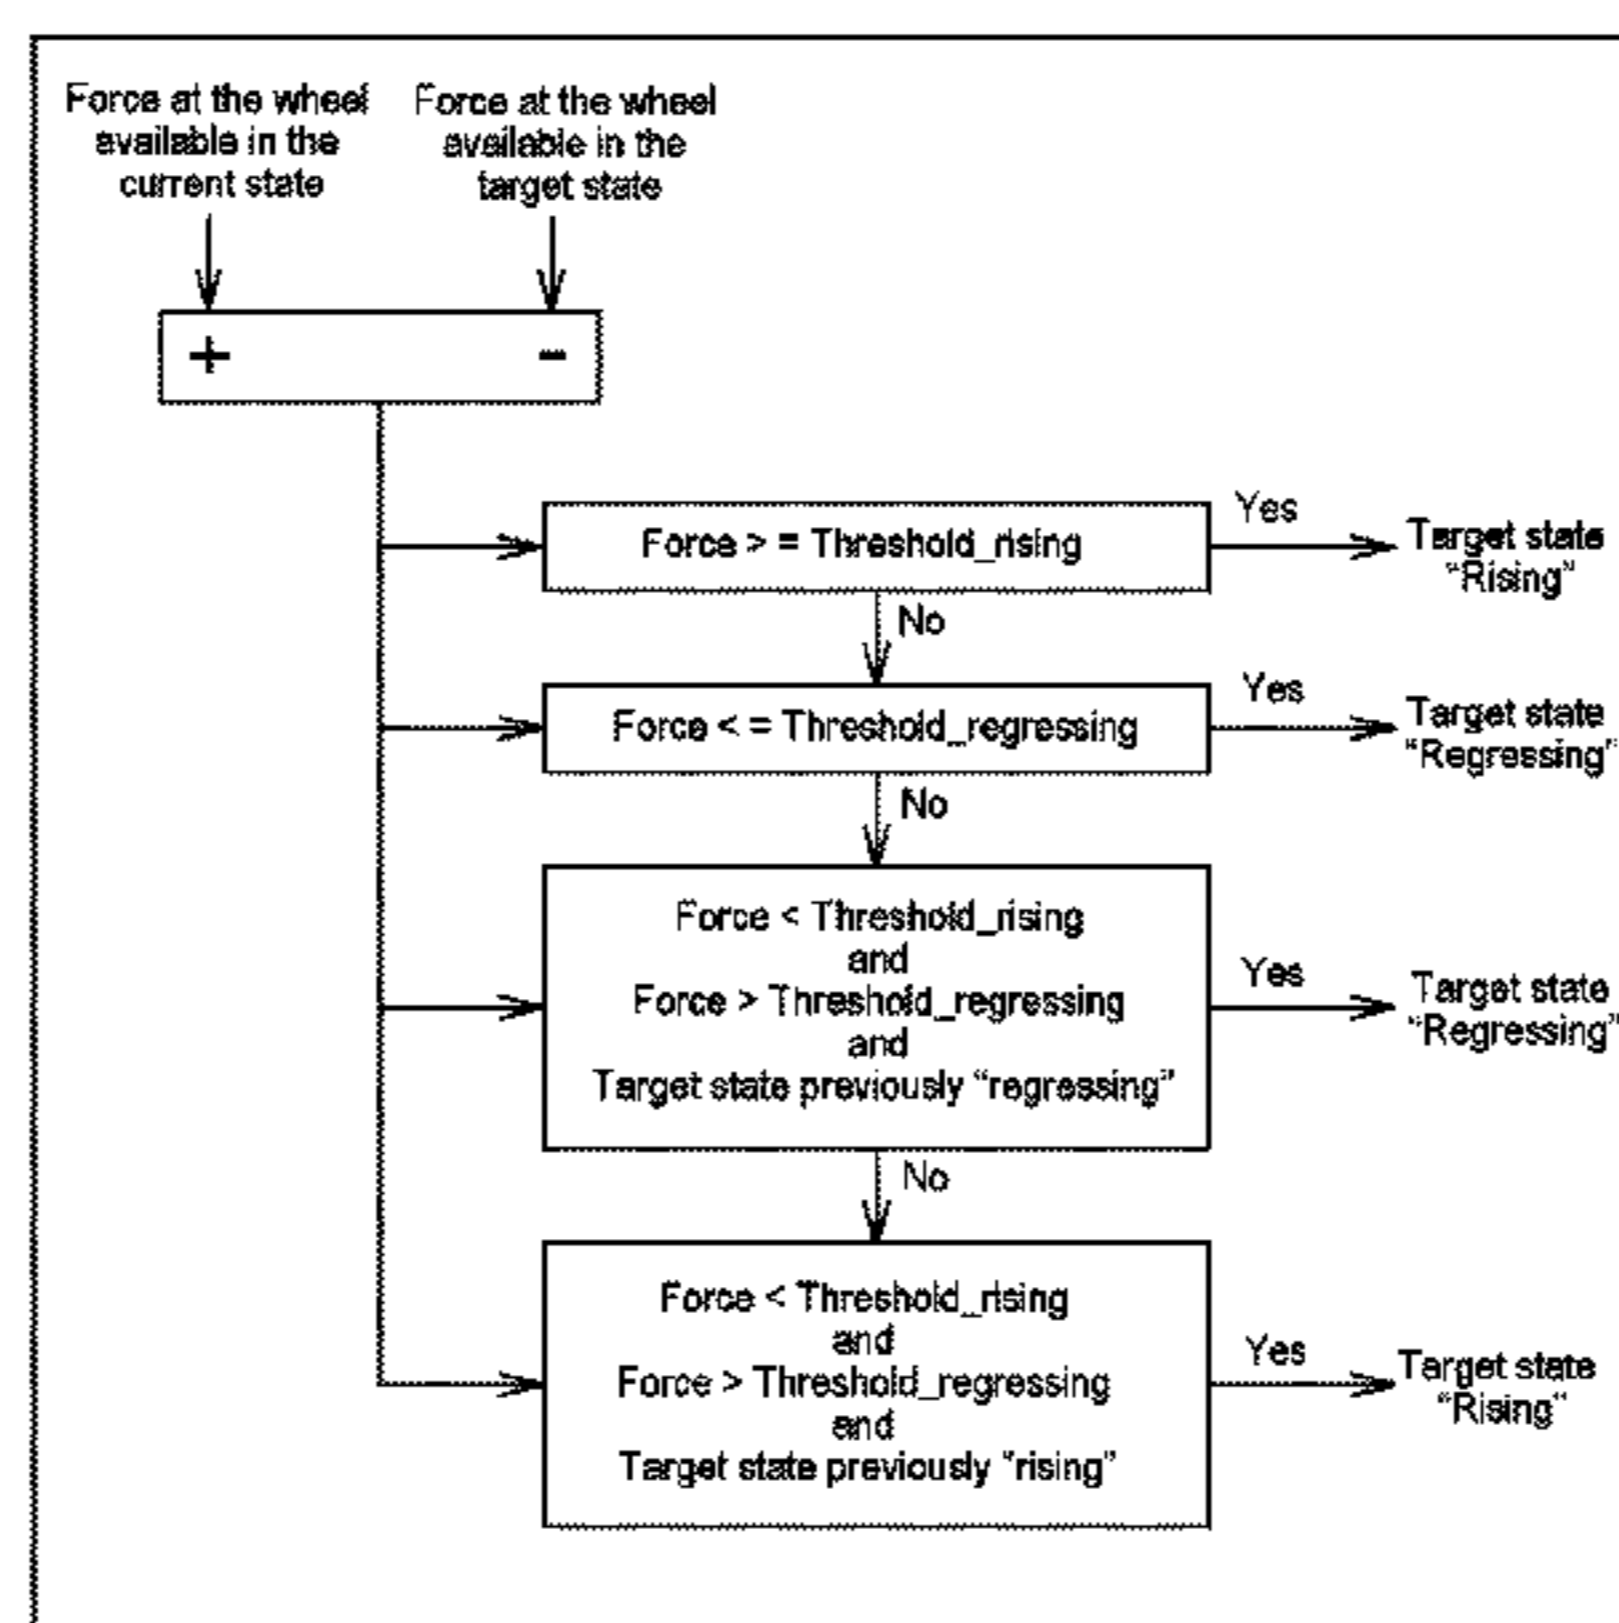 Force at the wheel
available in the
current state
Force at the wheel
available in the
target state
+
-
Force > = Threshold_rising
Yes
Target state
“Rising”
No
Force < = Threshold_regressing
Yes
Target state
“Regressing”
No
Force < Threshold_rising
and
Force > Threshold_regressing
and
Target state previously “regressing”
Yes
Target state
“Regressing”
No
Force < Threshold_rising
and
Force > Threshold_regressing
and
Target state previously “rising”
Yes
Target state
“Rising”